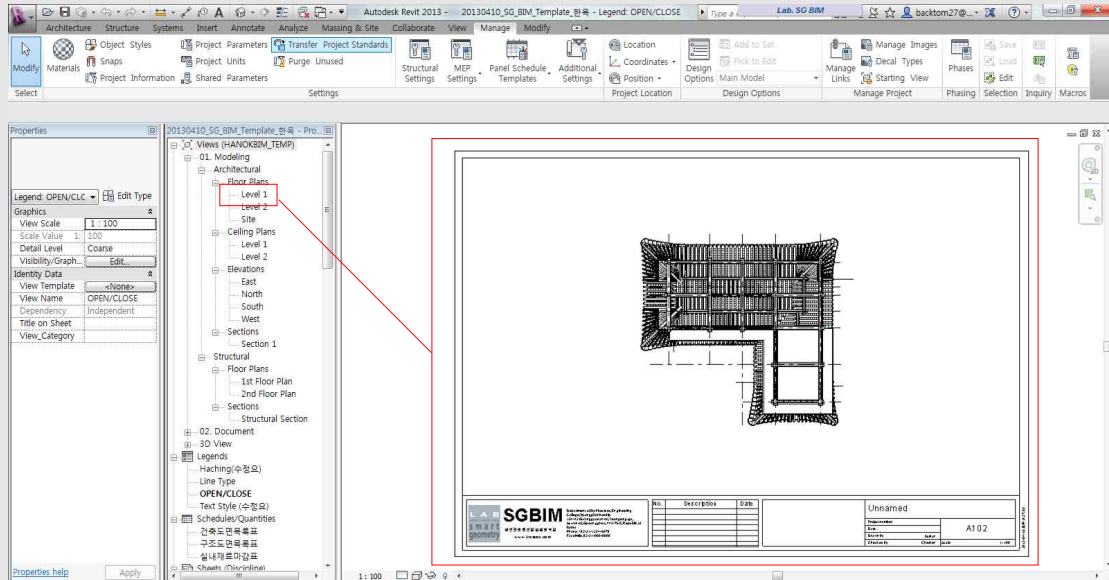 Autodesk Revit 2013 - 20130410_SG_BIM_Template_한옥 - Legend: OPEN/CLOSE
Type a
Lab. SG BIM
backtom27@...
Architecture Structure Systems Insert Annotate Analyze Massing & Site Collaborate View Manage Modify
Modify
Materials
Object Styles
Snaps
Project Information
Project Parameters
Project Units
Shared Parameters
Transfer Project Standards
Purge Unused
Structural Settings
MEP Settings
Panel Schedule Templates
Additional Settings
Location
Coordinates
Position
Design Options
Add to Set
Pick to Edit
Main Model
Manage Links
Manage Images
Decal Types
Starting View
Phases
Save
Load
Edit
Select
Settings
Project Location
Design Options
Manage Project
Phasing
Selection
Inquiry
Macros
Properties
Legend: OPEN/CLC
Edit Type
Graphics
View Scale 1 : 100
Scale Value 1: 100
Detail Level Coarse
Visibility/Graph... Edit...
Identity Data
View Template <None>
View Name OPEN/CLOSE
Dependency Independent
Title on Sheet
View_Category
Properties help
Apply
20130410_SG_BIM_Template_한옥 - Pro...
Views (HANOKBIM_TEMP)
01. Modeling
Architectural
Floor Plans
Level 1
Level 2
Site
Ceiling Plans
Level 1
Level 2
Elevations
East
North
South
West
Sections
Section 1
Structural
Floor Plans
1st Floor Plan
2nd Floor Plan
Sections
Structural Section
02. Document
3D View
Legends
Haching(수정요)
Line Type
OPEN/CLOSE
Text Style (수정요)
Schedules/Quantities
건축도면목록표
구조도면목록표
실내재료마감표
Sheets (Discipline)
LAB
smart
geometry
SGBIM
No. Description Date
Unnamed
A102
1 : 100